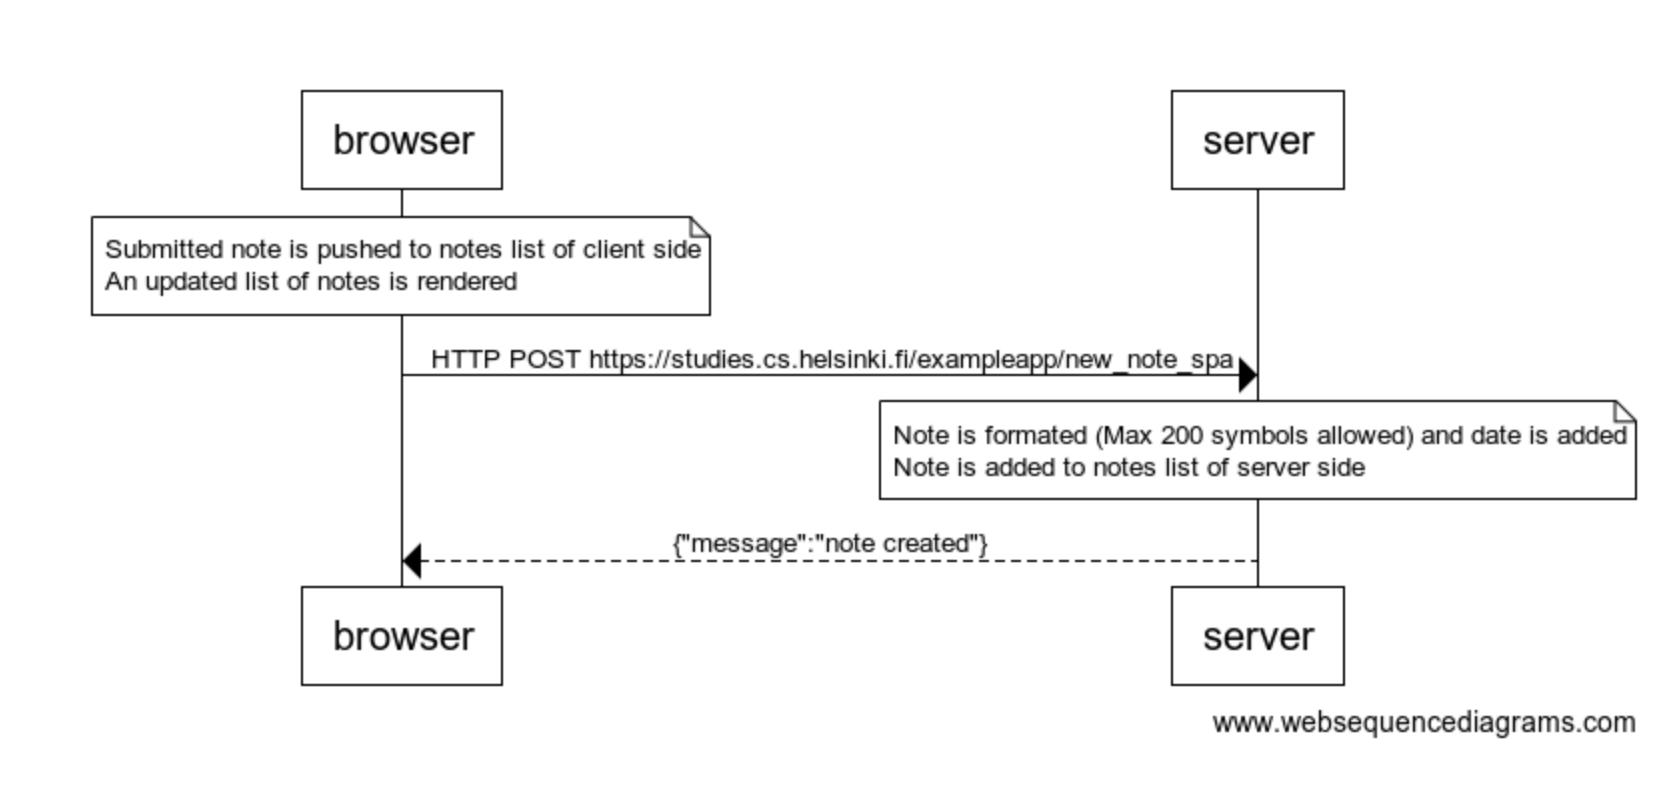 browser
server
Submitted note is pushed to notes list of client side
An updated list of notes is rendered
HTTP POST https://studies.cs.helsinki.fi/exampleapp/new_note_spa
Note is formated (Max 200 symbols allowed) and date is added
Note is added to notes list of server side
{"message":"note created"}
browser
server
www.websequencediagrams.com